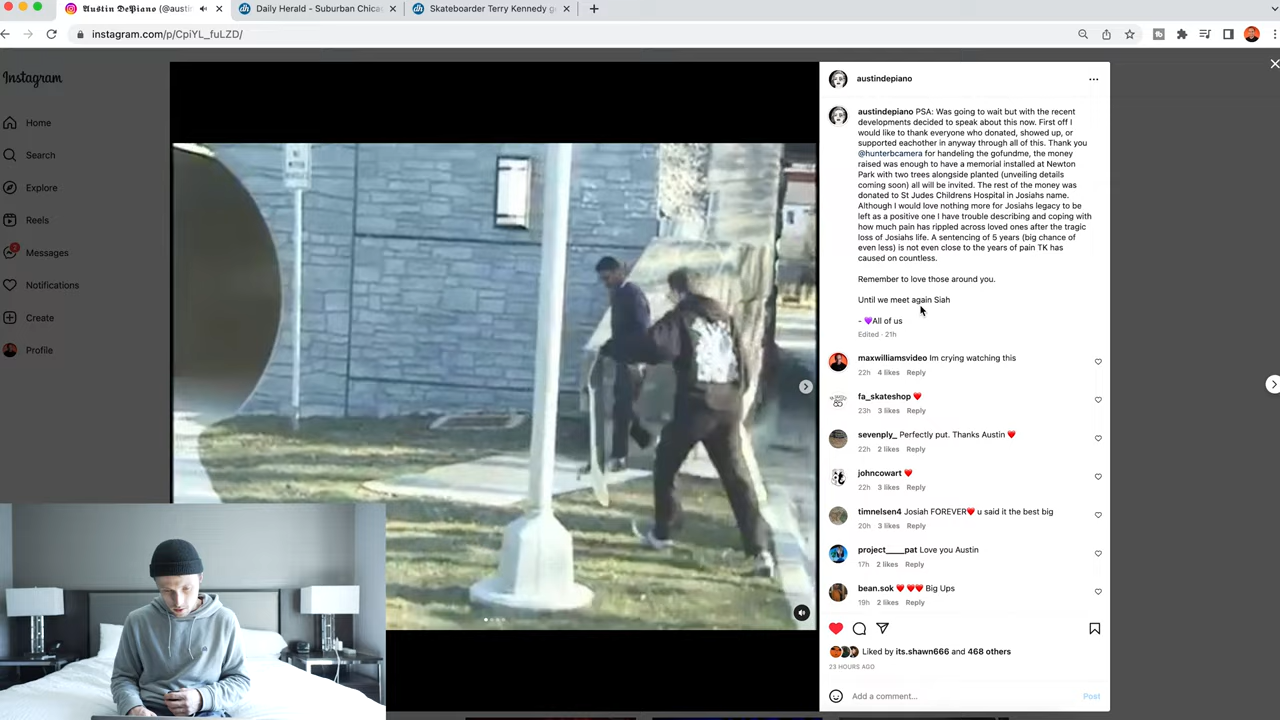 𝕬𝖚𝖘𝖙𝖎𝖓 𝕯𝖊𝕻𝖎𝖆𝖓𝖔 (@austin
Daily Herald - Suburban Chica
Skateboarder Terry Kennedy g
instagram.com/p/CpiYL_fuLZD/
Instagram
Home
Search
Explore
Reels
2
Messages
Notifications
Create
Profile
austindepiano
austindepiano PSA: Was going to wait but with the recent
developments decided to speak about this now. First off I
would like to thank everyone who donated, showed up, or
supported eachother in anyway through all of this. Thank you
@hunterbcamera for handeling the gofundme, the money
raised was enough to have a memorial installed at Newton
Park with two trees alongside planted (unveiling details
coming soon) all will be invited. The rest of the money was
donated to St Judes Childrens Hospital in Josiahs name.
Although I would love nothing more for Josiahs legacy to be
left as a positive one I have trouble describing and coping with
how much pain has rippled across loved ones after the tragic
loss of Josiahs life. A sentencing of 5 years (big chance of
even less) is not even close to the years of pain TK has
caused on countless.
Remember to love those around you.
Until we meet again Siah
- 💜All of us
Edited · 21h
maxwilliamsvideo Im crying watching this
22h 4 likes Reply
fa_skateshop ❤️
23h 3 likes Reply
sevenply_ Perfectly put. Thanks Austin ❤️
22h 2 likes Reply
johncowart ❤️
22h 3 likes Reply
timnelsen4 Josiah FOREVER❤️ u said it the best big
20h 3 likes Reply
project_____pat Love you Austin
17h 2 likes Reply
bean.sok ❤️ ❤️❤️ Big Ups
19h 2 likes Reply
Liked by its.shawn666 and 468 others
23 HOURS AGO
Add a comment...
Post